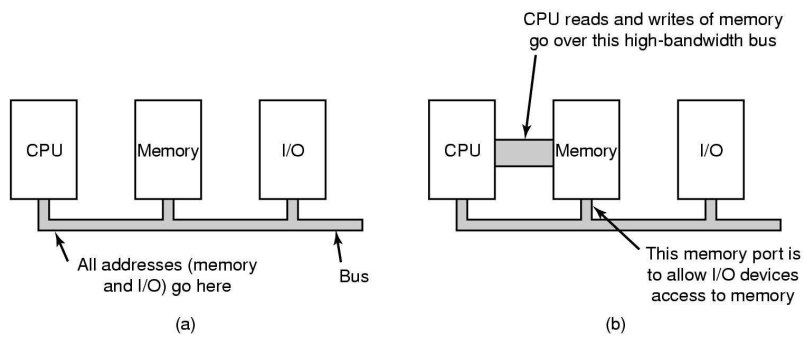 CPU reads and writes of memory
go over this high-bandwidth bus
CPU
Memory
I/O
CPU
Memory
I/O
All addresses (memory
and I/O) go here
Bus
This memory port is
to allow I/O devices
access to memory
(a)
(b)